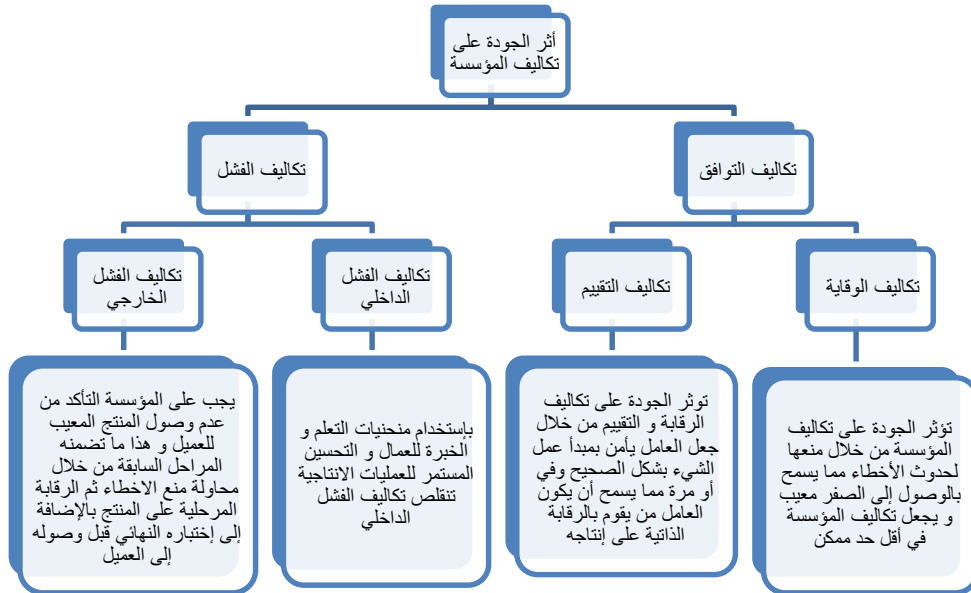 أثر الجودة على
تكاليف المؤسسة
تكاليف التوافق
تكاليف الفشل
تكاليف الوقاية
تكاليف التقييم
تكاليف الفشل
الداخلي
تكاليف الفشل
الخارجي
تؤثر الجودة على تكاليف
المؤسسة من خلال منعها
لحدوث الأخطاء مما يسمح
بالوصول إلى الصفر معيب
و يجعل تكاليف المؤسسة
في أقل حد ممكن
توثر الجودة على تكاليف
الرقابة و التقييم من خلال
جعل العامل يأمن بمبدأ عمل
الشيء بشكل الصحيح وفي
أو مرة مما يسمح أن يكون
العامل من يقوم بالرقابة
الذاتية على إنتاجه
بإستخدام منحنيات التعلم و
الخبرة للعمال و التحسين
المستمر للعمليات الانتاجية
تنقلص تكاليف الفشل
الداخلي
يجب على المؤسسة التأكد من
عدم وصول المنتج المعيب
للعميل و هذا ما تضمنه
المراحل السابقة من خلال
محاولة منع الاخطاء ثم الرقابة
المرحلية على المنتج بالإضافة
إلى إختباره النهائي قبل وصوله
إلى العميل